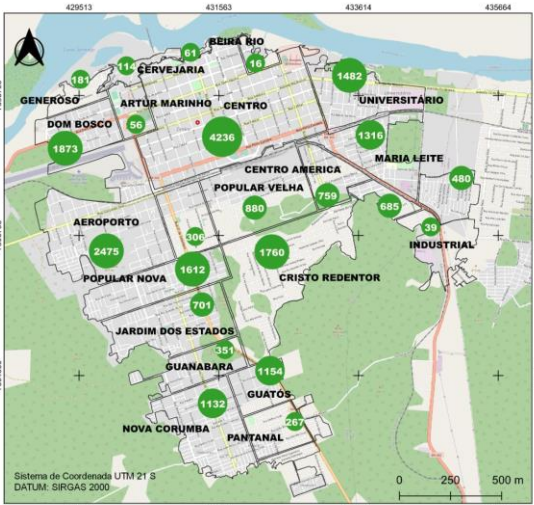 429513 431563 433614 435664
BEIRA RIO
61
16
114
CERVEJARIA
1482
181
GENEROSO
ARTUR MARINHO
CENTRO
UNIVERSITÁRIO
DOM BOSCO
56
4236
1316
1873
MARIA LEITE
CENTRO AMERICA
480
POPULAR VELHA
759
880
685
AEROPORTO
39
306
INDUSTRIAL
2475
1760
1612
POPULAR NOVA
CRISTO REDENTOR
701
JARDIM DOS ESTADOS
351
GUANABARA
1154
GUATÓS
1132
267
NOVA CORUMBA
PANTANAL
Sistema de Coordenada UTM 21 S
DATUM: SIRGAS 2000
0 250 500 m